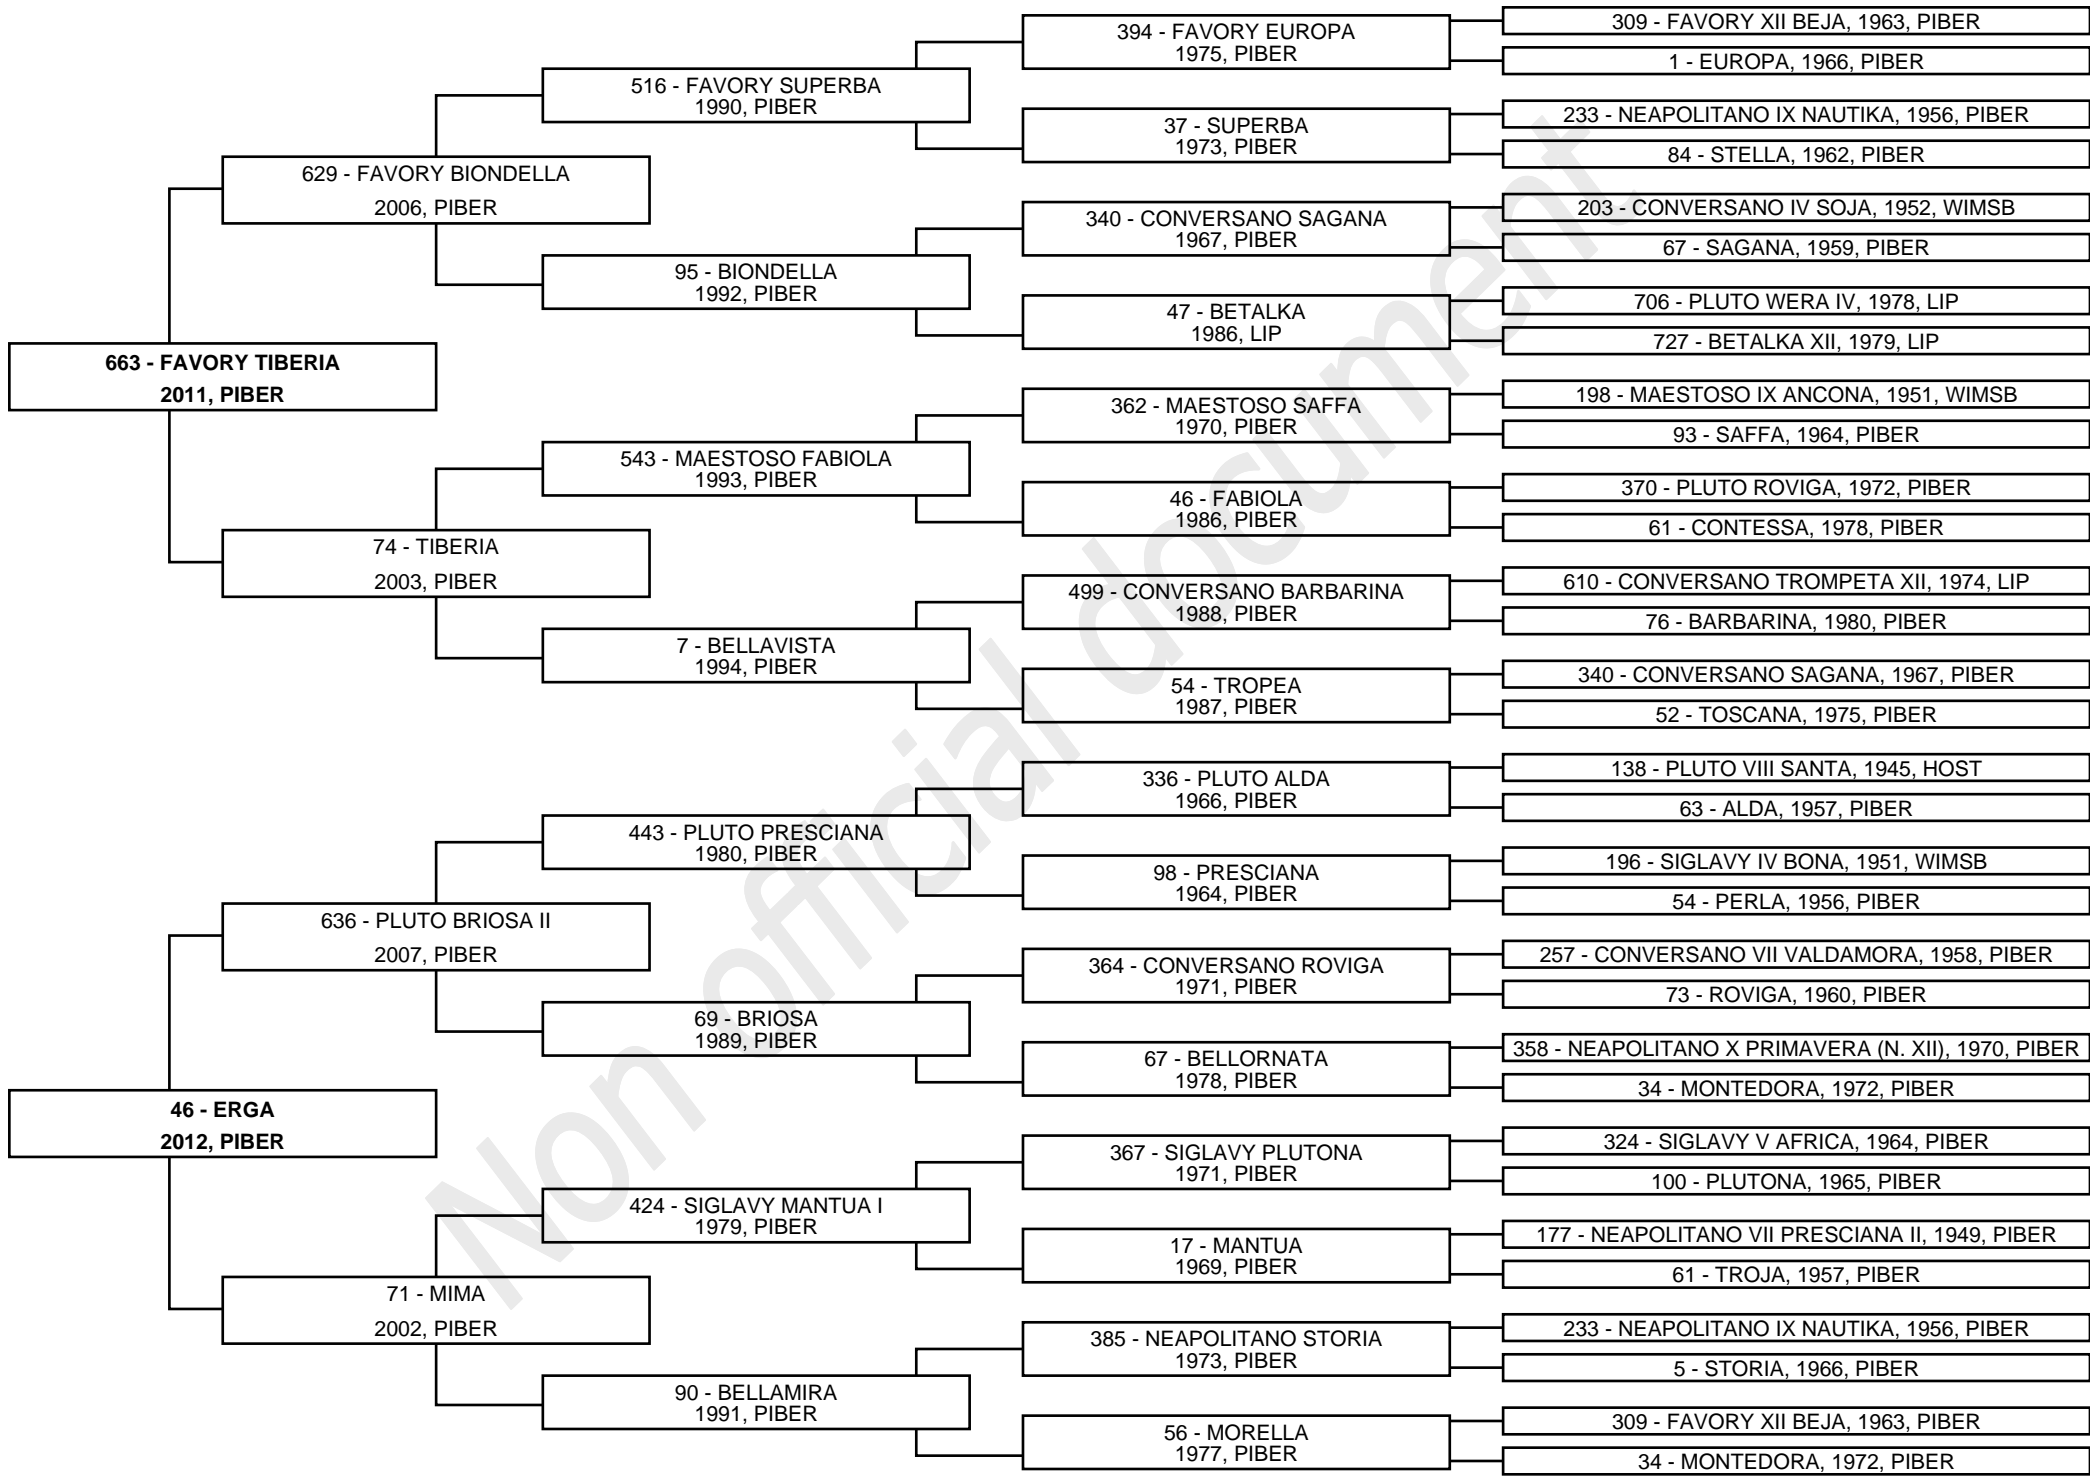 394 - FAVORY EUROPA
1975, PIBER
309 - FAVORY XII BEJA, 1963, PIBER
1 - EUROPA, 1966, PIBER
516 - FAVORY SUPERBA
1990, PIBER
37 - SUPERBA
1973, PIBER
233 - NEAPOLITANO IX NAUTIKA, 1956, PIBER
84 - STELLA, 1962, PIBER
629 - FAVORY BIONDELLA
2006, PIBER
340 - CONVERSANO SAGANA
1967, PIBER
203 - CONVERSANO IV SOJA, 1952, WIMSB
67 - SAGANA, 1959, PIBER
95 - BIONDELLA
1992, PIBER
47 - BETALKA
1986, LIP
706 - PLUTO WERA IV, 1978, LIP
727 - BETALKA XII, 1979, LIP
663 - FAVORY TIBERIA
2011, PIBER
362 - MAESTOSO SAFFA
1970, PIBER
198 - MAESTOSO IX ANCONA, 1951, WIMSB
93 - SAFFA, 1964, PIBER
543 - MAESTOSO FABIOLA
1993, PIBER
46 - FABIOLA
1986, PIBER
370 - PLUTO ROVIGA, 1972, PIBER
61 - CONTESSA, 1978, PIBER
74 - TIBERIA
2003, PIBER
499 - CONVERSANO BARBARINA
1988, PIBER
610 - CONVERSANO TROMPETA XII, 1974, LIP
76 - BARBARINA, 1980, PIBER
7 - BELLAVISTA
1994, PIBER
54 - TROPEA
1987, PIBER
340 - CONVERSANO SAGANA, 1967, PIBER
52 - TOSCANA, 1975, PIBER
336 - PLUTO ALDA
1966, PIBER
138 - PLUTO VIII SANTA, 1945, HOST
63 - ALDA, 1957, PIBER
443 - PLUTO PRESCIANA
1980, PIBER
98 - PRESCIANA
1964, PIBER
196 - SIGLAVY IV BONA, 1951, WIMSB
54 - PERLA, 1956, PIBER
636 - PLUTO BRIOSA II
2007, PIBER
364 - CONVERSANO ROVIGA
1971, PIBER
257 - CONVERSANO VII VALDAMORA, 1958, PIBER
73 - ROVIGA, 1960, PIBER
69 - BRIOSA
1989, PIBER
67 - BELLORNATA
1978, PIBER
358 - NEAPOLITANO X PRIMAVERA (N. XII), 1970, PIBER
34 - MONTEDORA, 1972, PIBER
46 - ERGA
2012, PIBER
367 - SIGLAVY PLUTONA
1971, PIBER
324 - SIGLAVY V AFRICA, 1964, PIBER
100 - PLUTONA, 1965, PIBER
424 - SIGLAVY MANTUA I
1979, PIBER
17 - MANTUA
1969, PIBER
177 - NEAPOLITANO VII PRESCIANA II, 1949, PIBER
61 - TROJA, 1957, PIBER
71 - MIMA
2002, PIBER
385 - NEAPOLITANO STORIA
1973, PIBER
233 - NEAPOLITANO IX NAUTIKA, 1956, PIBER
5 - STORIA, 1966, PIBER
90 - BELLAMIRA
1991, PIBER
56 - MORELLA
1977, PIBER
309 - FAVORY XII BEJA, 1963, PIBER
34 - MONTEDORA, 1972, PIBER
Non official document